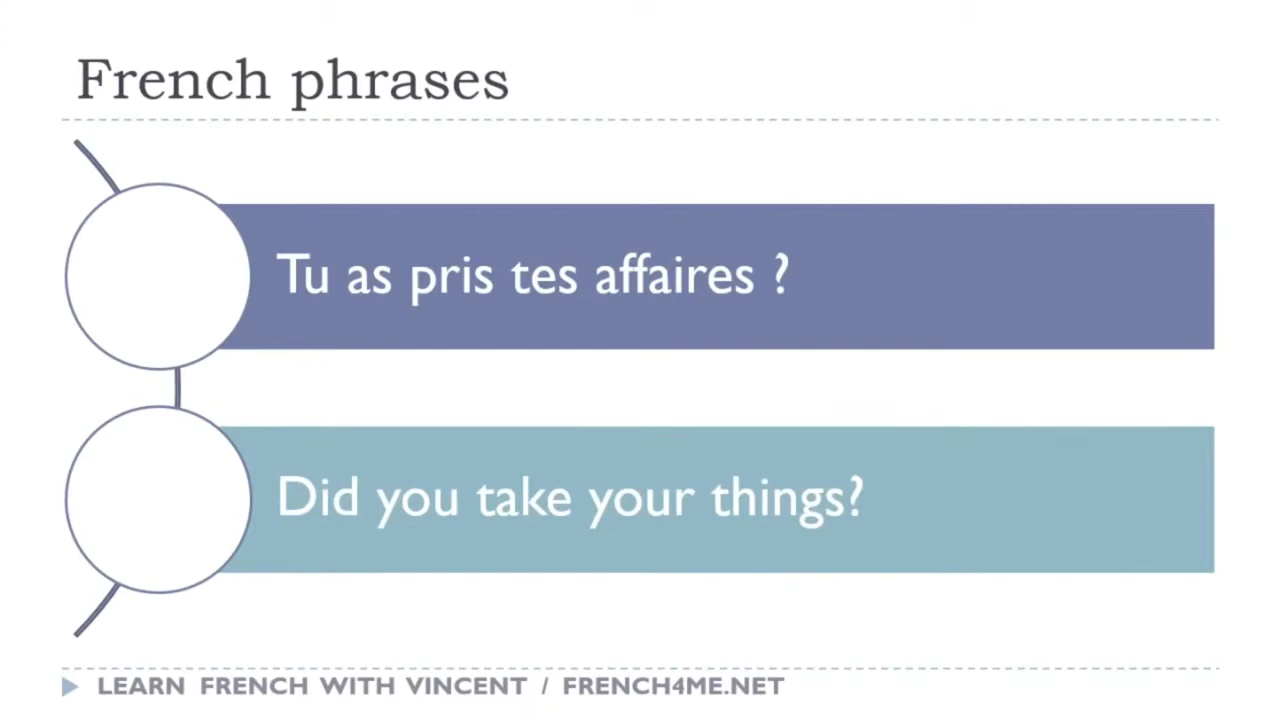 French phrases
Tu as pris tes affaires ?
Did you take your things?
LEARN FRENCH WITH VINCENT / FRENCH4ME.NET